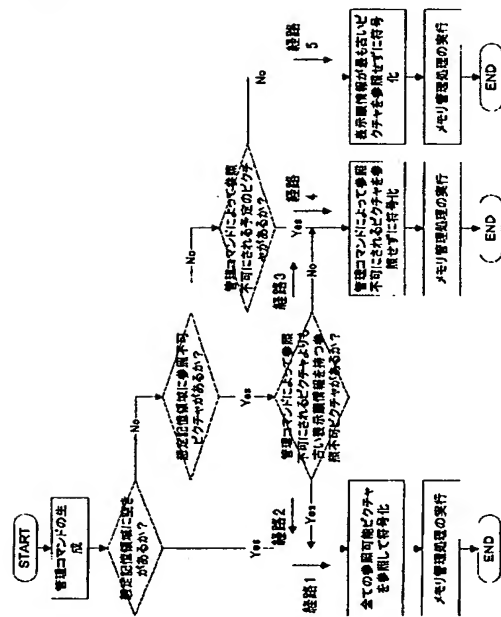 START
管理コマンドの生
成
想定記憶領域に空き
があるか？
No
Yes
想定記憶領域に参照不可
ピクチャがあるか？
No
Yes
管理コマンドによって参照
不可にされる予定のピクチ
ャがあるか？
No
Yes
管理コマンドによって参照
不可にされるピクチャよりも
古い表示順情報を持つ参
照不可ピクチャがあるか？
No
Yes
経路2
経路3
経路1
経路
4
経路
5
全ての参照可能ピクチャ
を参照して符号化
メモリ管理処理の実行
END
管理コマンドによって参照
不可にされるピクチャを参
照せずに符号化
メモリ管理処理の実行
END
表示順情報が最も古いピ
クチャを参照せずに符号
化
メモリ管理処理の実行
END